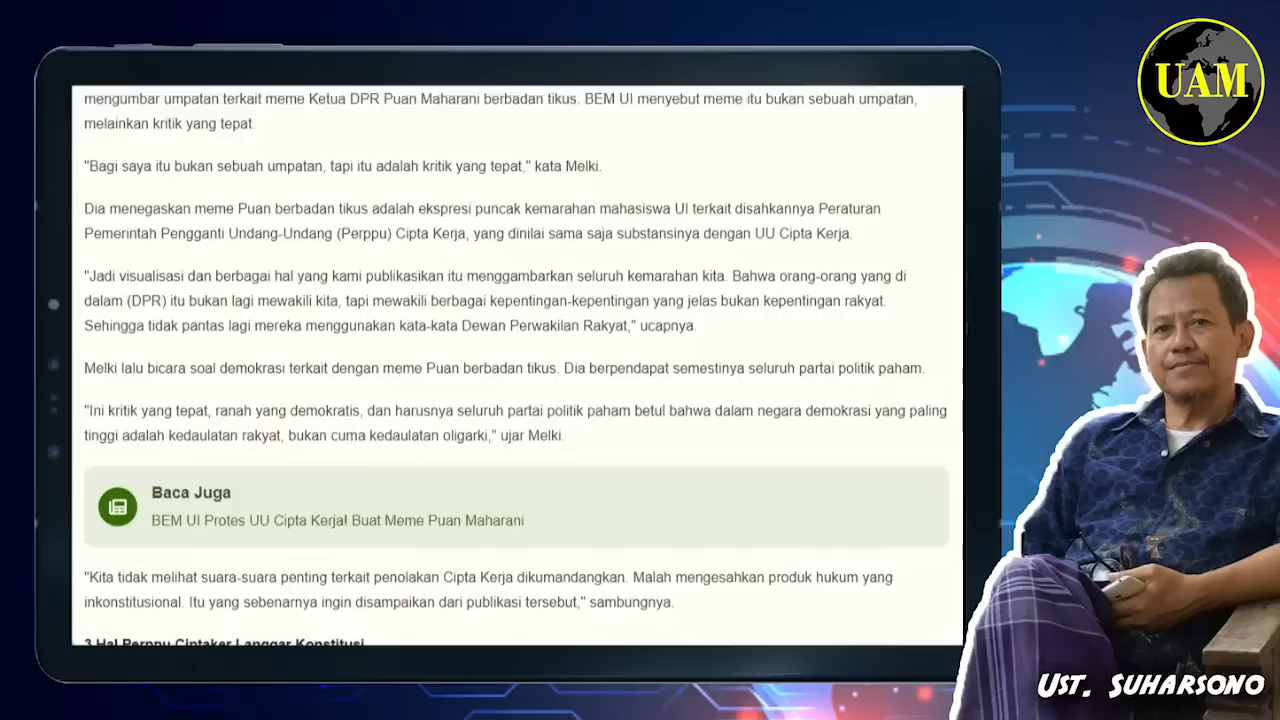 mengumbar umpatan terkait meme Ketua DPR Puan Maharani berbadan tikus. BEM UI menyebut meme itu bukan sebuah umpatan,
melainkan kritik yang tepat.
"Bagi saya itu bukan sebuah umpatan, tapi itu adalah kritik yang tepat," kata Melki.
Dia menegaskan meme Puan berbadan tikus adalah ekspresi puncak kemarahan mahasiswa UI terkait disahkannya Peraturan
Pemerintah Pengganti Undang-Undang (Perppu) Cipta Kerja, yang dinilai sama saja substansinya dengan UU Cipta Kerja.
"Jadi visualisasi dan berbagai hal yang kami publikasikan itu menggambarkan seluruh kemarahan kita. Bahwa orang-orang yang di
dalam (DPR) itu bukan lagi mewakili kita, tapi mewakili berbagai kepentingan-kepentingan yang jelas bukan kepentingan rakyat.
Sehingga tidak pantas lagi mereka menggunakan kata-kata Dewan Perwakilan Rakyat," ucapnya.
Melki lalu bicara soal demokrasi terkait dengan meme Puan berbadan tikus. Dia berpendapat semestinya seluruh partai politik paham.
"Ini kritik yang tepat, ranah yang demokratis, dan harusnya seluruh partai politik paham betul bahwa dalam negara demokrasi yang paling
tinggi adalah kedaulatan rakyat, bukan cuma kedaulatan oligarki," ujar Melki.
Baca Juga
BEM UI Protes UU Cipta Kerja! Buat Meme Puan Maharani
"Kita tidak melihat suara-suara penting terkait penolakan Cipta Kerja dikumandangkan. Malah mengesahkan produk hukum yang
inkonstitusional. Itu yang sebenarnya ingin disampaikan dari publikasi tersebut," sambungnya.
3 Hal Perppu Ciptaker Langgar Konstitusi
UAM
UST. SUHARSONO